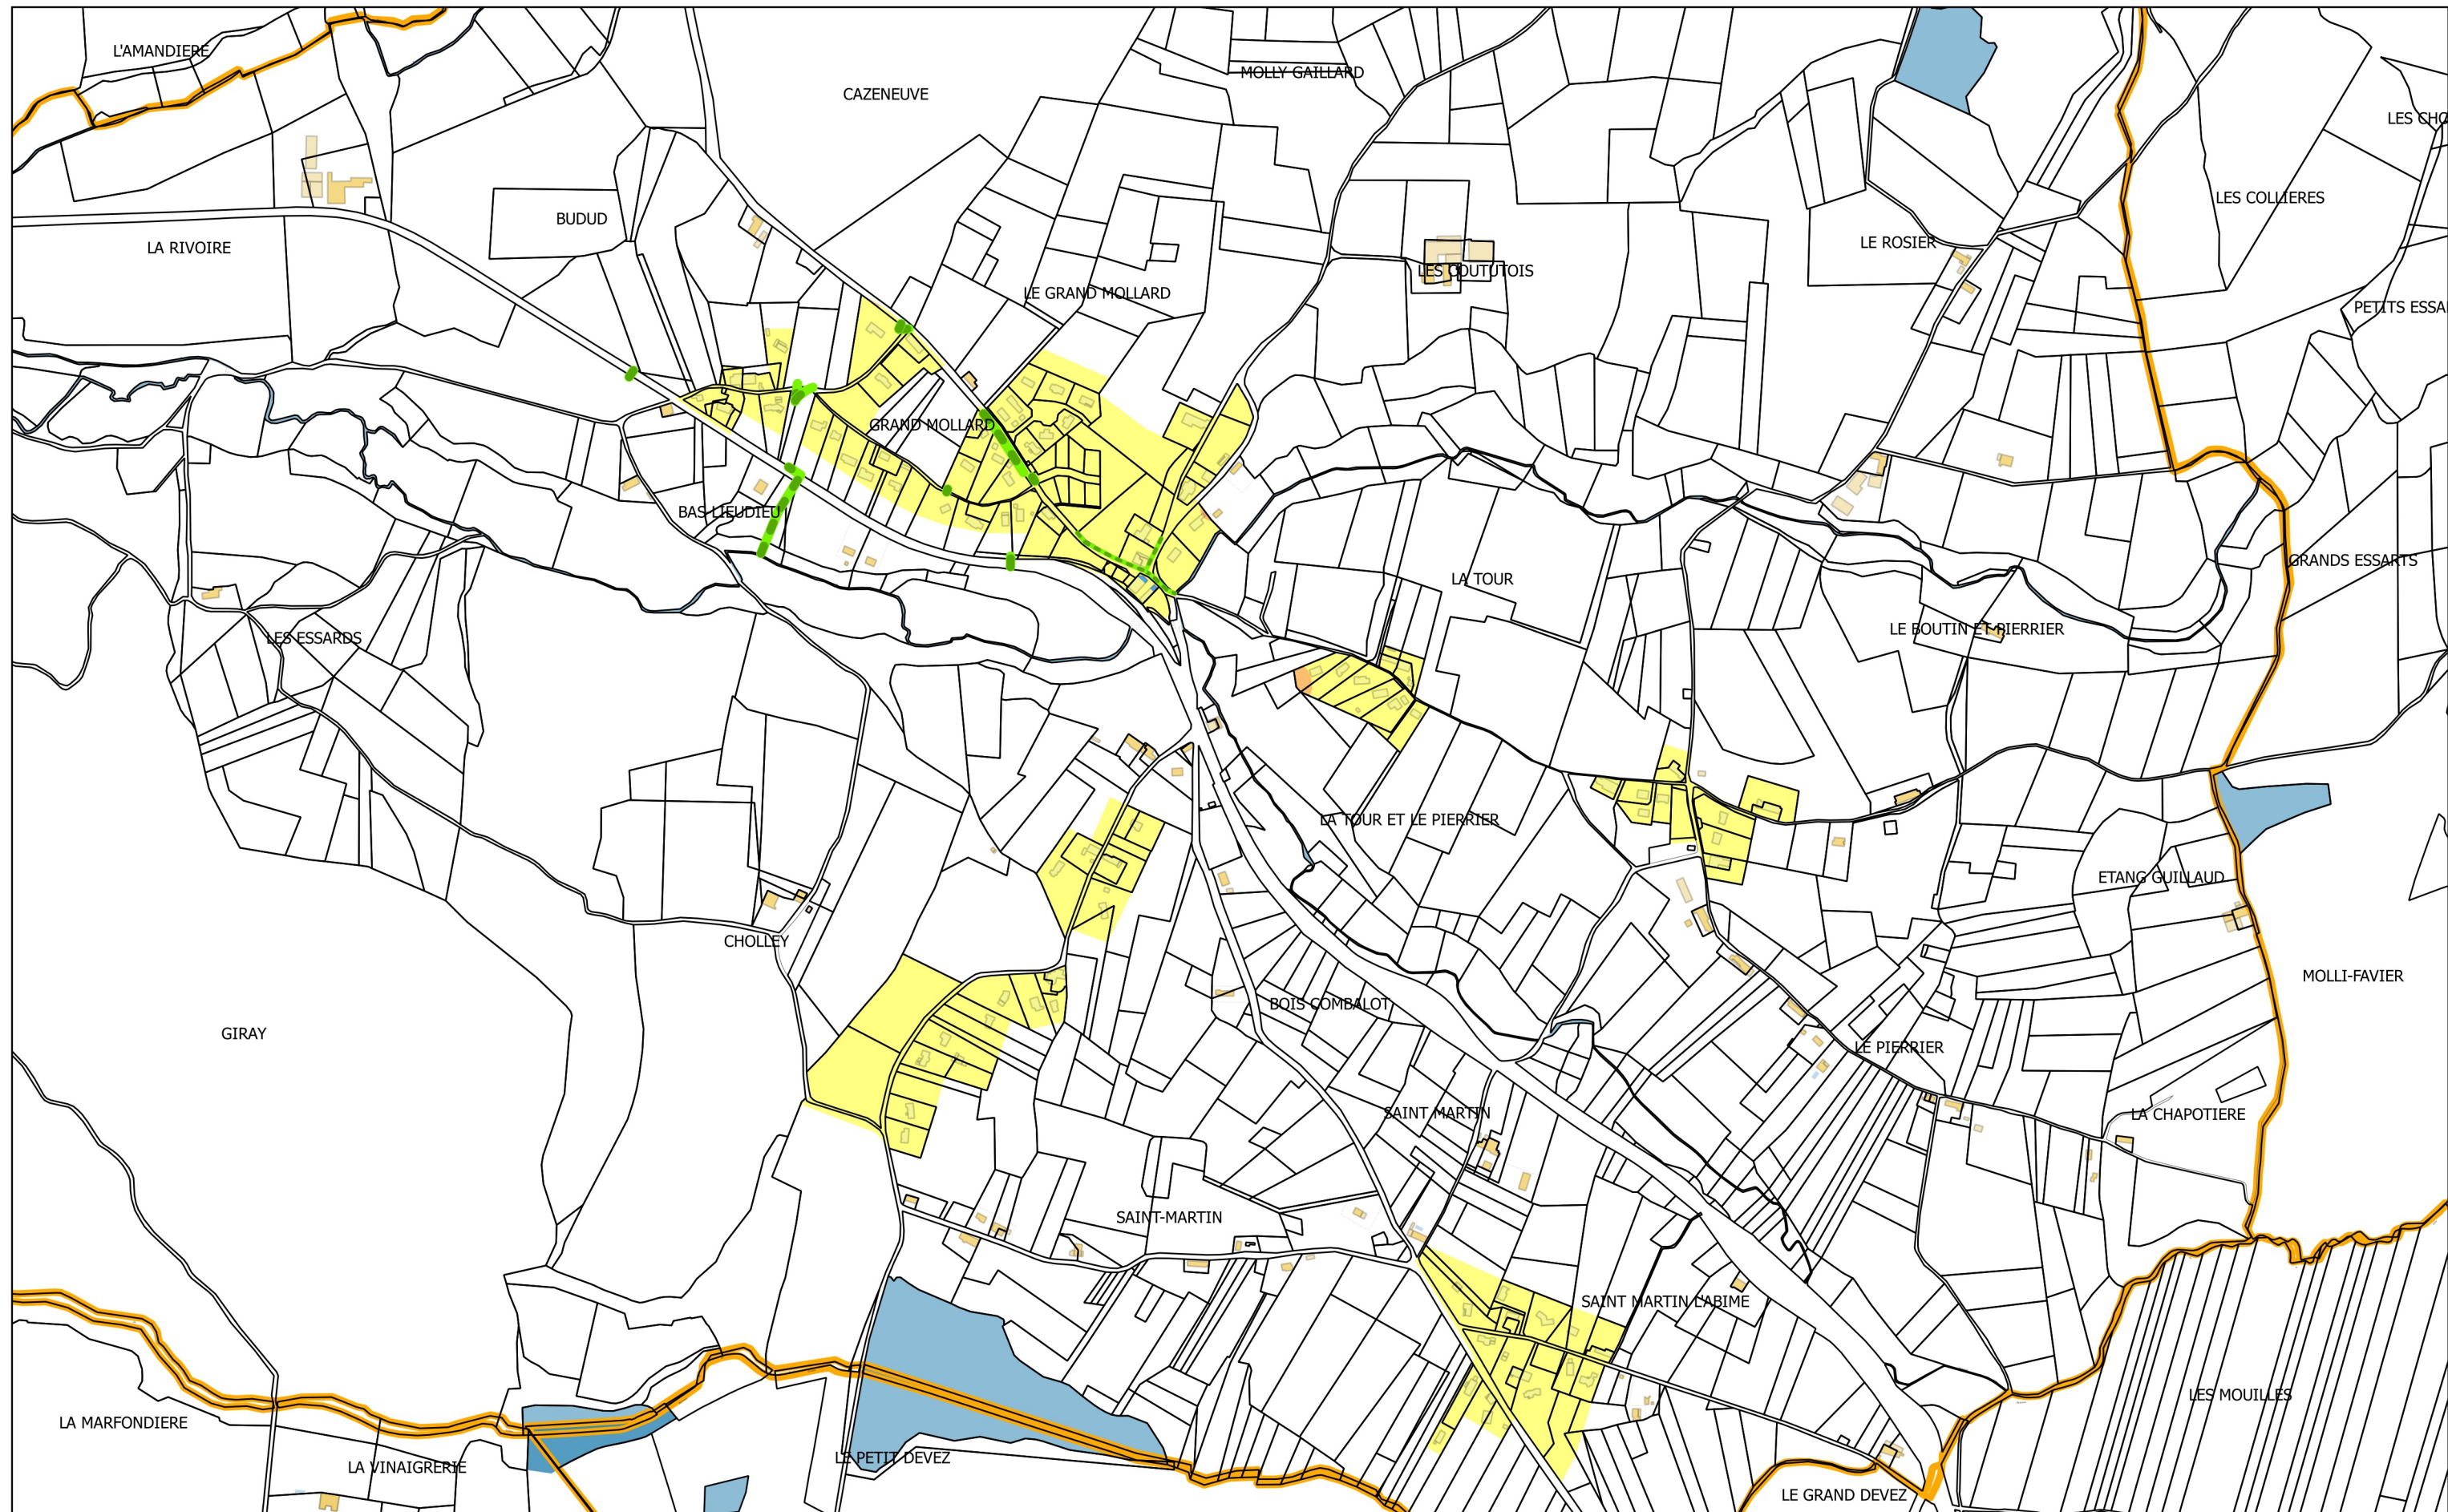 L'AMANDIERE
MOLLY GAILLARD
CAZENEUVE
LES CHO
LES COLLIERES
BUDUD
LE ROSIER
LA RIVOIRE
LES COUTUTOIS
LE GRAND MOLLARD
PETITS ESSA
GRAND MOLLARD
BAS LIEUDIEU
GRANDS ESSARTS
LA TOUR
LE BOUTIN ET PIERRIER
LES ESSARDS
LA TOUR ET LE PIERRIER
ETANG GUILLAUD
CHOLLEY
MOLLI-FAVIER
BOIS COMBALOT
GIRAY
LE PIERRIER
SAINT MARTIN
LA CHAPOTIERE
SAINT-MARTIN
SAINT MARTIN L'ABIME
LES MOUILLES
LA MARFONDIERE
LE PETIT DEVEZ
LA VINAIGRERIE
LE GRAND DEVEZ